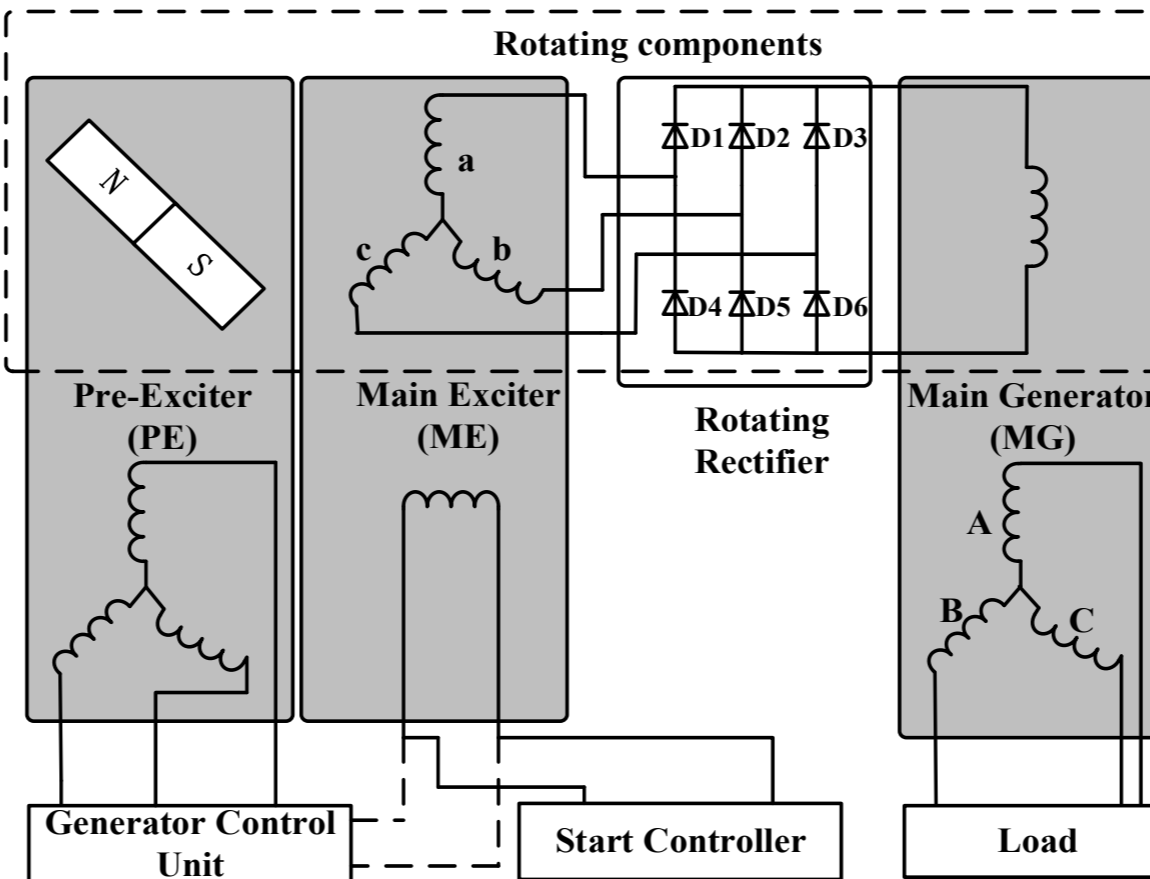 Rotating components
N
S
a
b
c
D1
D2
D3
D4
D5
D6
Pre-Exciter
(PE)
Main Exciter
(ME)
Rotating
Rectifier
Main Generator
(MG)
A
B
C
Generator Control
Unit
Start Controller
Load